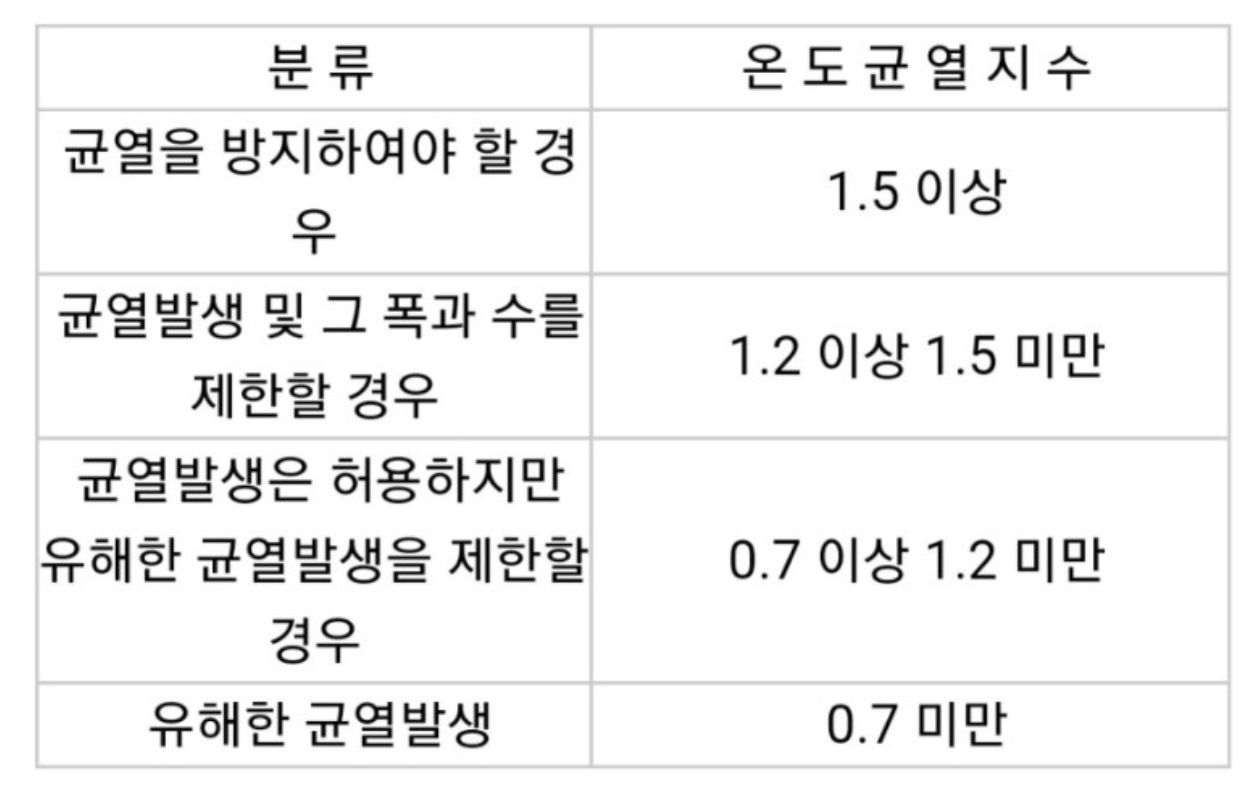 분 류
온 도 균 열 지 수
균열을 방지하여야 할 경
우
1.5 이상
균열발생 및 그 폭과 수를
제한할 경우
1.2 이상 1.5 미만
균열발생은 허용하지만
유해한 균열발생을 제한할
경우
0.7 이상 1.2 미만
유해한 균열발생
0.7 미만